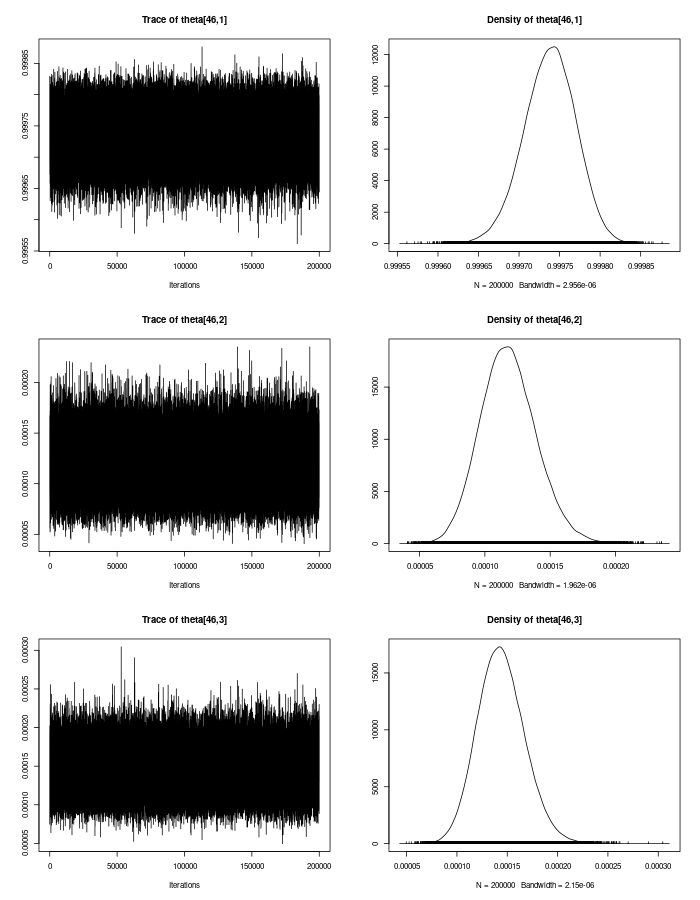 Trace of theta[46,1]
0.99955 0.99965 0.99975 0.99985
0 50000 100000 150000 200000
Iterations
Density of theta[46,1]
0 2000 4000 6000 8000 10000 12000
0.99955 0.99960 0.99965 0.99970 0.99975 0.99980 0.99985
N = 200000 Bandwidth = 2.956e-06
Trace of theta[46,2]
0.00005 0.00010 0.00015 0.00020
0 50000 100000 150000 200000
Iterations
Density of theta[46,2]
0 5000 10000 15000
0.00005 0.00010 0.00015 0.00020
N = 200000 Bandwidth = 1.962e-06
Trace of theta[46,3]
0.00005 0.00010 0.00015 0.00020 0.00025 0.00030
0 50000 100000 150000 200000
Iterations
Density of theta[46,3]
0 5000 10000 15000
0.00005 0.00010 0.00015 0.00020 0.00025 0.00030
N = 200000 Bandwidth = 2.15e-06